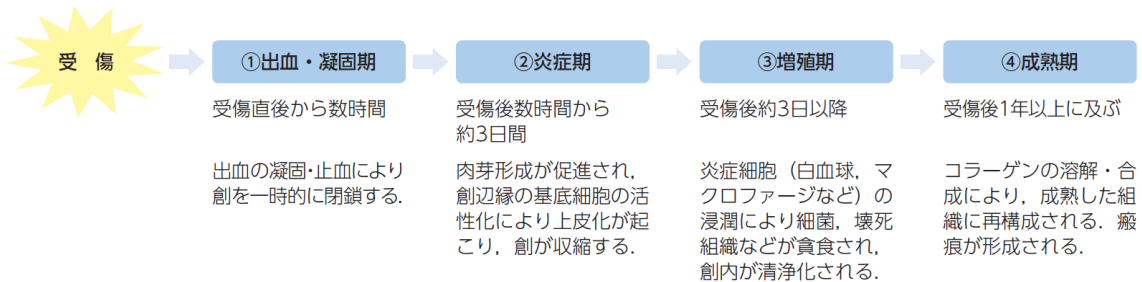 受　傷
①出血・凝固期
受傷直後から数時間
出血の凝固・止血により
創を一時的に閉鎖する.
②炎症期
受傷後数時間から
約3日間
肉芽形成が促進され，
創辺縁の基底細胞の活
性化により上皮化が起
こり，創が収縮する.
③増殖期
受傷後約3日以降
炎症細胞（白血球，マ
クロファージなど）の
浸潤により細菌，壊死
組織などが貪食され，
創内が清浄化される.
④成熟期
受傷後1年以上に及ぶ
コラーゲンの溶解・合
成により，成熟した組
織に再構成される．瘢
痕が形成される.